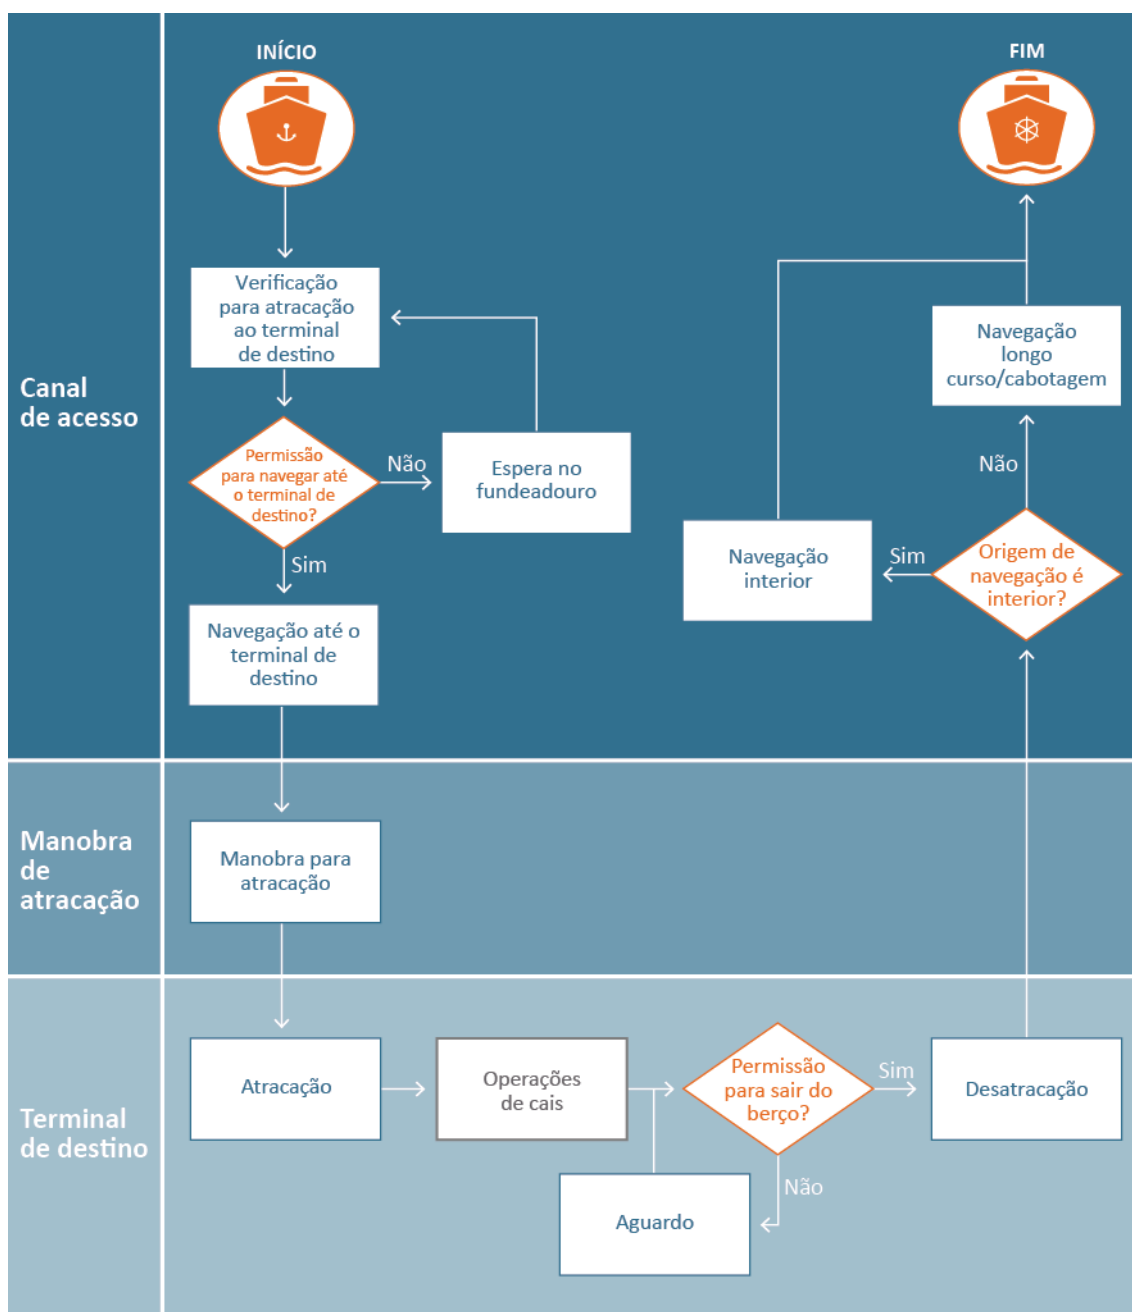 INÍCIO
FIM
Verificação
para atracação
ao terminal
de destino
Navegação
longo
curso/cabotagem
Canal
de acesso
Permissão
para navegar até
o terminal de
destino?
Não
Espera no
fundeadouro
Não
Sim
Navegação
interior
Sim
Origem de
navegação é
interior?
Navegação até o
terminal de
destino
Manobra
de
atracação
Manobra para
atracação
Terminal
de destino
Atracação
Operações
de cais
Permissão
para sair do
berço?
Sim
Desatracação
Não
Aguardo